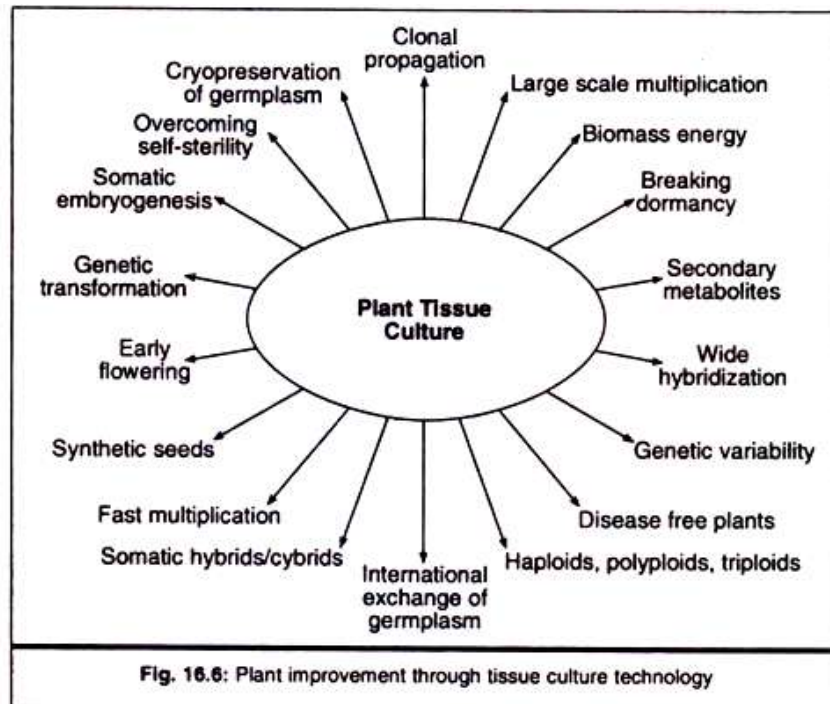 Clonal
propagation
Large scale multiplication
Biomass energy
Breaking
dormancy
Secondary
metabolites
Wide
hybridization
Genetic variability
Disease free plants
Haploids, polyploids, triploids
International
exchange of
germplasm
Somatic hybrids/cybrids
Fast multiplication
Synthetic seeds
Early
flowering
Genetic
transformation
Somatic
embryogenesis
Overcoming
self-sterility
Cryopreservation
of germplasm
Plant Tissue
Culture
Fig. 16.6: Plant improvement through tissue culture technology